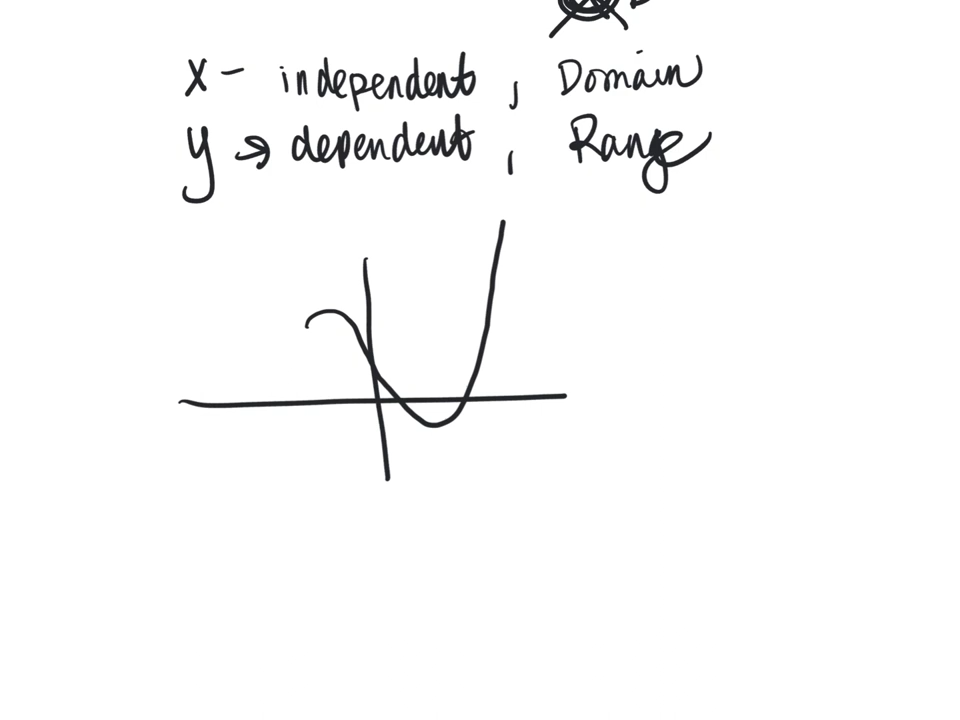 x - independent, Domain
y → dependent, Range